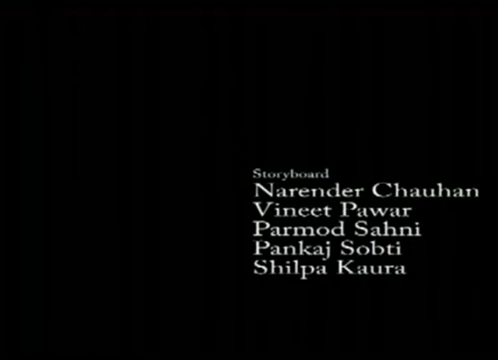 Storyboard
Narender Chauhan
Vineet Pawar
Parmod Sahni
Pankaj Sobti
Shilpa Kaura